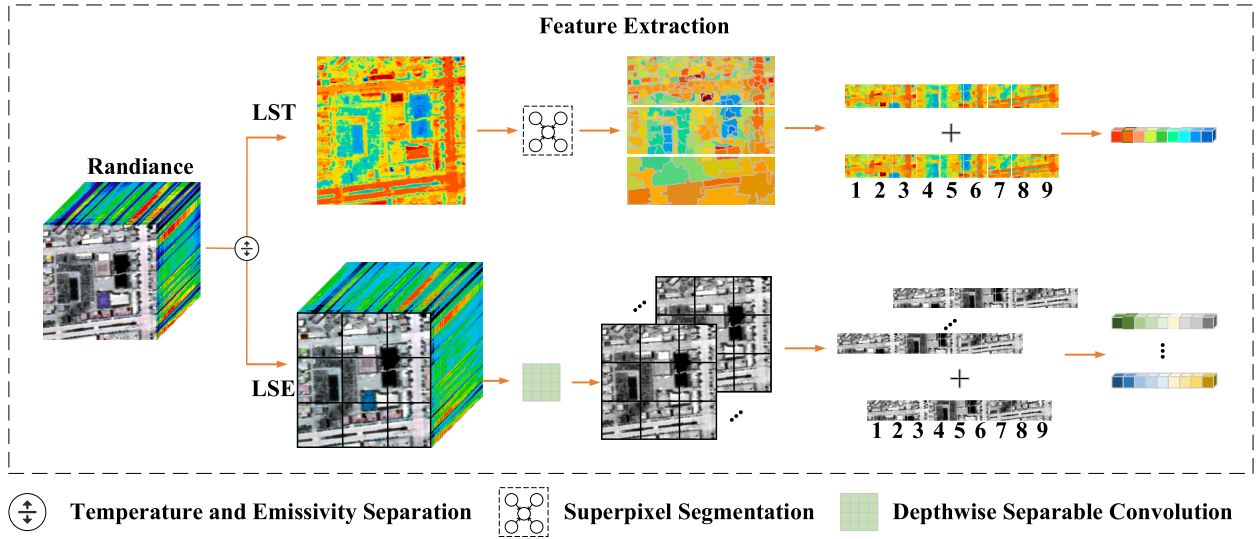 Feature Extraction
LST
Randiance
1 2 3 4 5 6 7 8 9
LSE
1 2 3 4 5 6 7 8 9
Temperature and Emissivity Separation
Superpixel Segmentation
Depthwise Separable Convolution